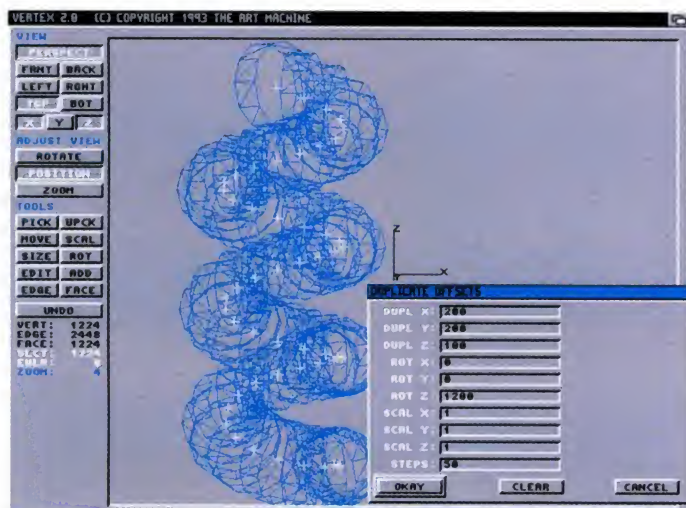 VERTEX 2.0 (C) COPYRIGHT 1993 THE ART MACHINE
VIEW
PERSPECT
FRNT BACK
LEFT RGHT
TOP BOT
X Y Z
ADJUST VIEW
ROTATE
POSITION
ZOOM
TOOLS
PICK UPCK
MOVE SCAL
SIZE ROT
EDIT ADD
EDGE FACE
UNDO
VERT: 1224
EDGE: 2448
FACE: 1224
SLCT: 1224
ZOOM: 4
Z
X
DUPLICATE OFFSETS
DUPL X: 200
DUPL Y: 200
DUPL Z: 100
ROT X: 0
ROT Y: 0
ROT Z: 1200
SCAL X: 1
SCAL Y: 1
SCAL Z: 1
STEPS: 50
OKAY CLEAR CANCEL